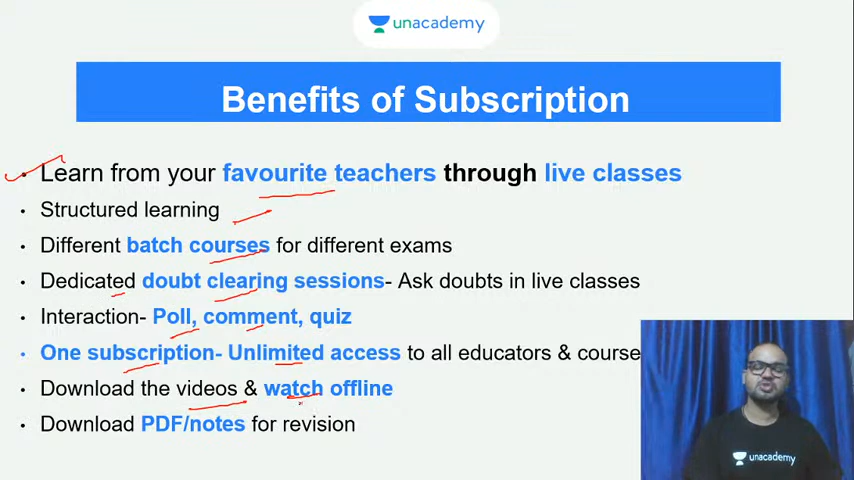 unacademy
Benefits of Subscription
• Learn from your favourite teachers through live classes
• Structured learning
• Different batch courses for different exams
• Dedicated doubt clearing sessions- Ask doubts in live classes
• Interaction- Poll, comment, quiz
• One subscription- Unlimited access to all educators & course
• Download the videos & watch offline
• Download PDF/notes for revision
unacademy